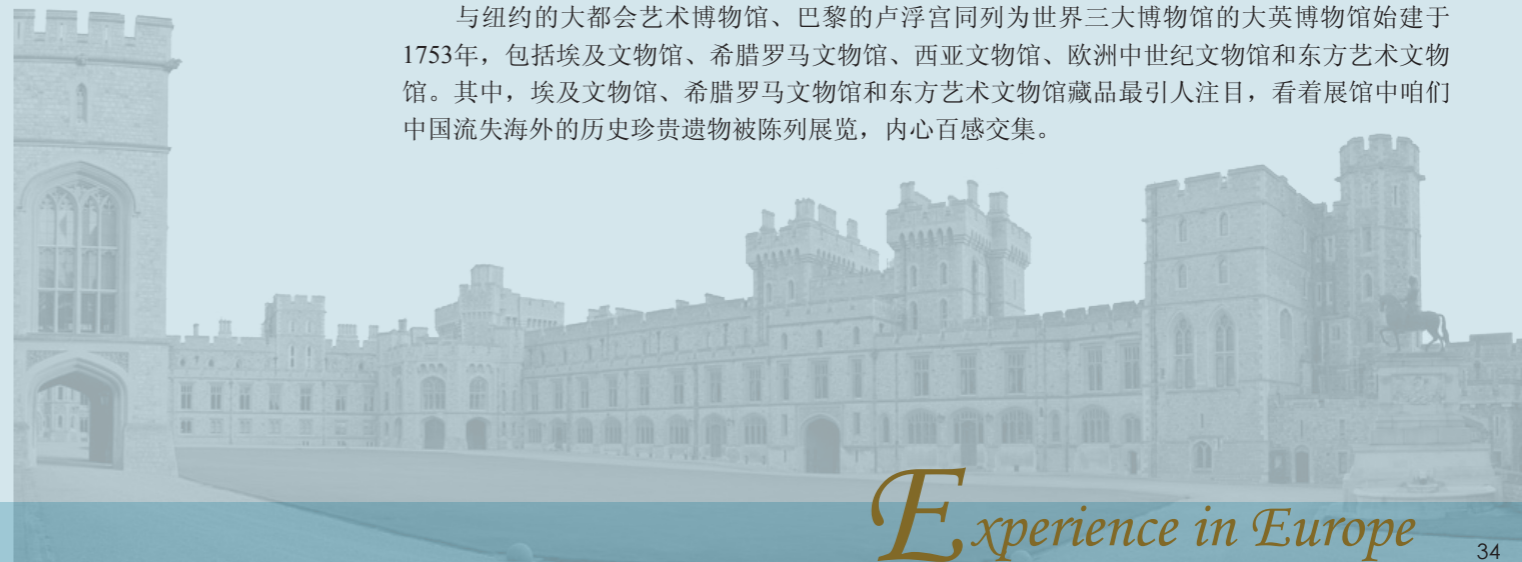 与纽约的大都会艺术博物馆、巴黎的卢浮宫同列为世界三大博物馆的大英博物馆始建于
1753年，包括埃及文物馆、希腊罗马文物馆、西亚文物馆、欧洲中世纪文物馆和东方艺术文物
馆。其中，埃及文物馆、希腊罗马文物馆和东方艺术文物馆藏品最引人注目，看着展馆中咱们
中国流失海外的历史珍贵遗物被陈列展览，内心百感交集。
Experience in Europe
34